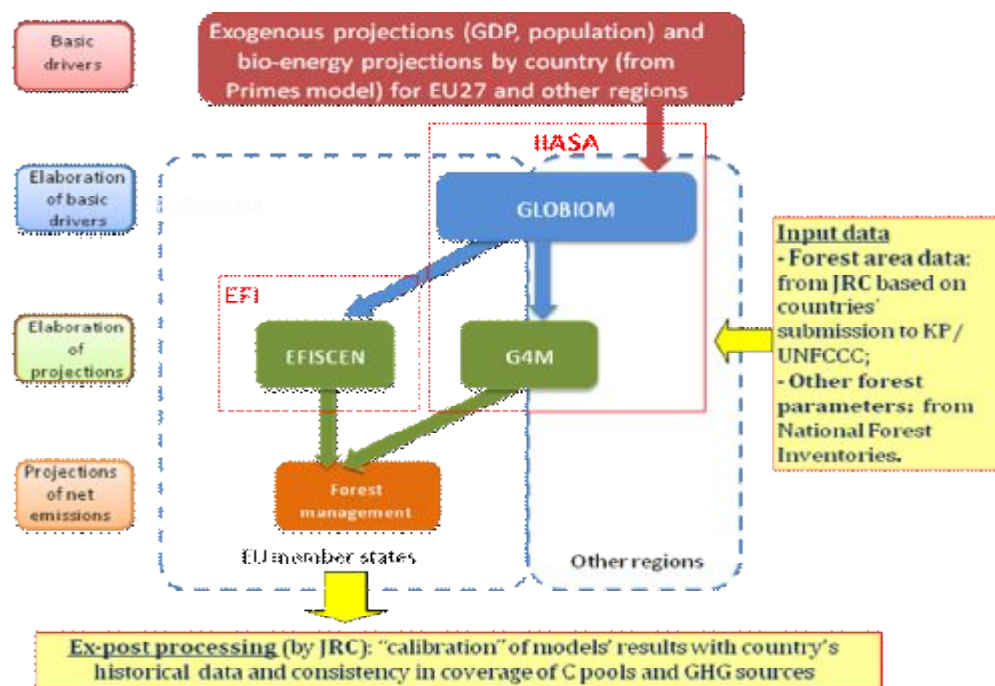 Basic
drivers
Exogenous projections (GDP, population) and
bio-energy projections by country (from
Primes model) for EU27 and other regions
IIASA
Elaboration
of basic
drivers
GLOBIOM
Input data
- Forest area data:
from JRC based on
countries'
submission to KP/
UNFCCC;
- Other forest
parameters: from
National Forest
Inventories.
EFI
Elaboration
of
projections
EFISCEN
G4M
Projections
of net
emissions
Forest
management
EU member states
Other regions
Ex-post processing (by JRC): "calibration" of models' results with country's
historical data and consistency in coverage of C pools and GHG sources